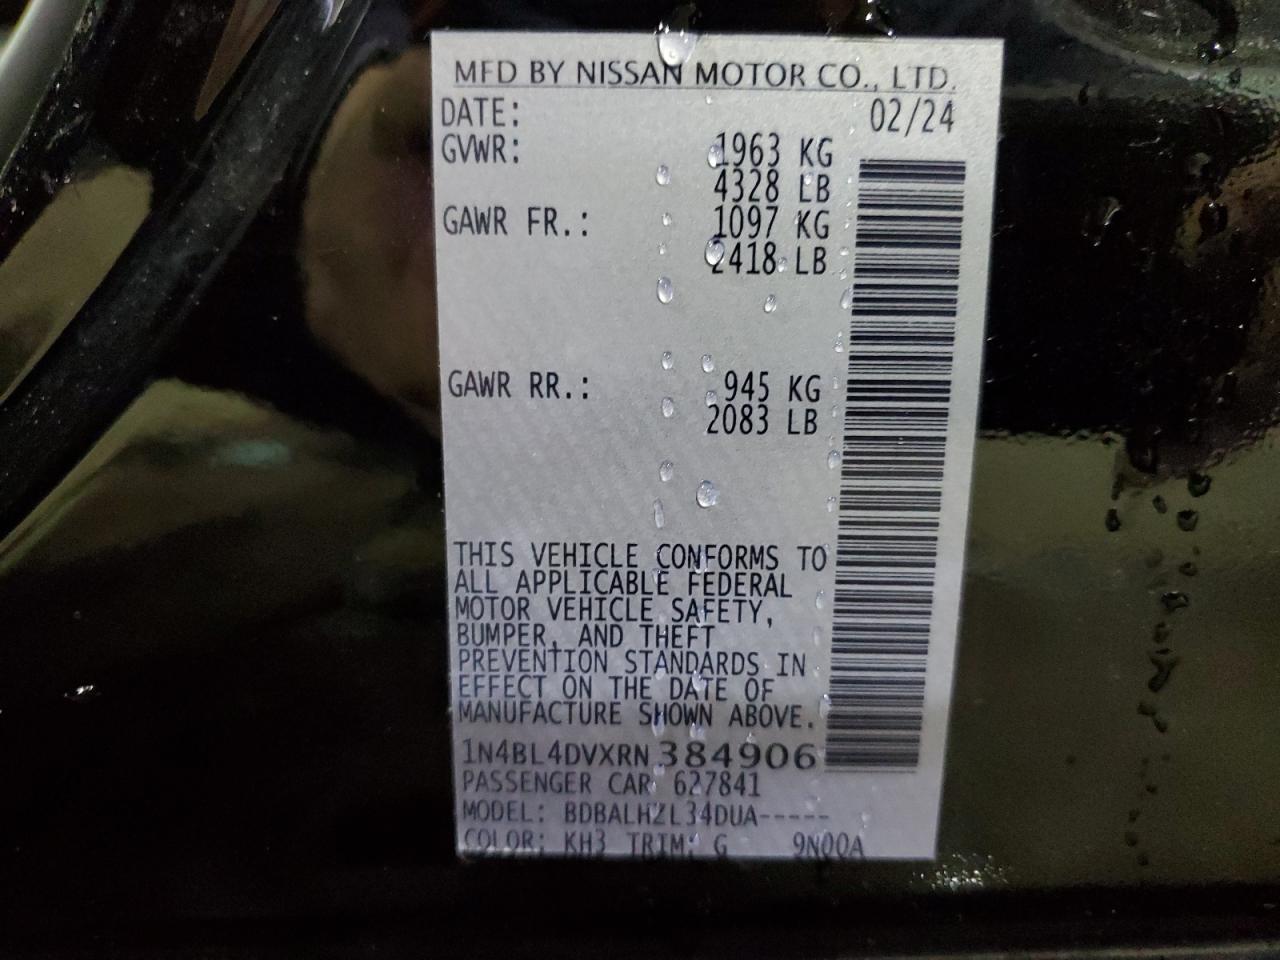 MFD BY NISSAN MOTOR CO., LTD.
DATE: 02/24
GVWR: 1963 KG
4328 LB
GAWR FR.: 1097 KG
2418 LB
GAWR RR.: 945 KG
2083 LB
THIS VEHICLE CONFORMS TO
ALL APPLICABLE FEDERAL
MOTOR VEHICLE SAFETY,
BUMPER, AND THEFT
PREVENTION STANDARDS IN
EFFECT ON THE DATE OF
MANUFACTURE SHOWN ABOVE.
1N4BL4DVXRN384906
PASSENGER CAR 627841
MODEL: BDBALHZL34DUA-----
COLOR: KH3 TRIM: G 9N00A